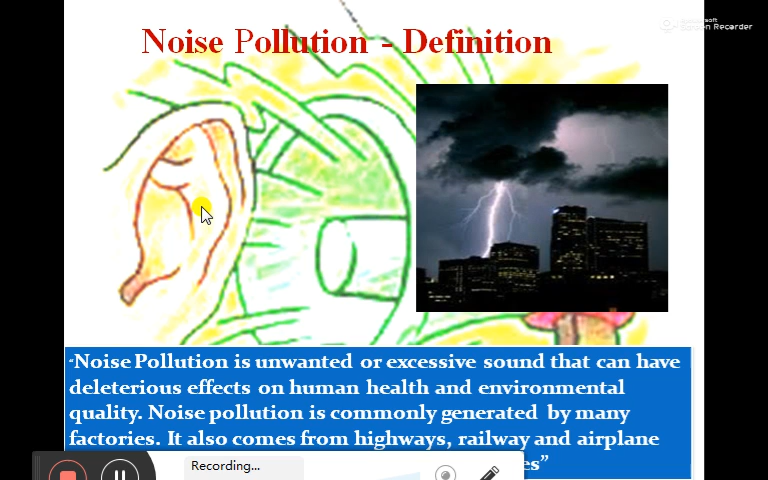 Noise Pollution - Definition
Screen Recorder
"Noise Pollution is unwanted or excessive sound that can have
deleterious effects on human health and environmental
quality. Noise pollution is commonly generated by many
factories. It also comes from highways, railway and airplane
es”
Recording...